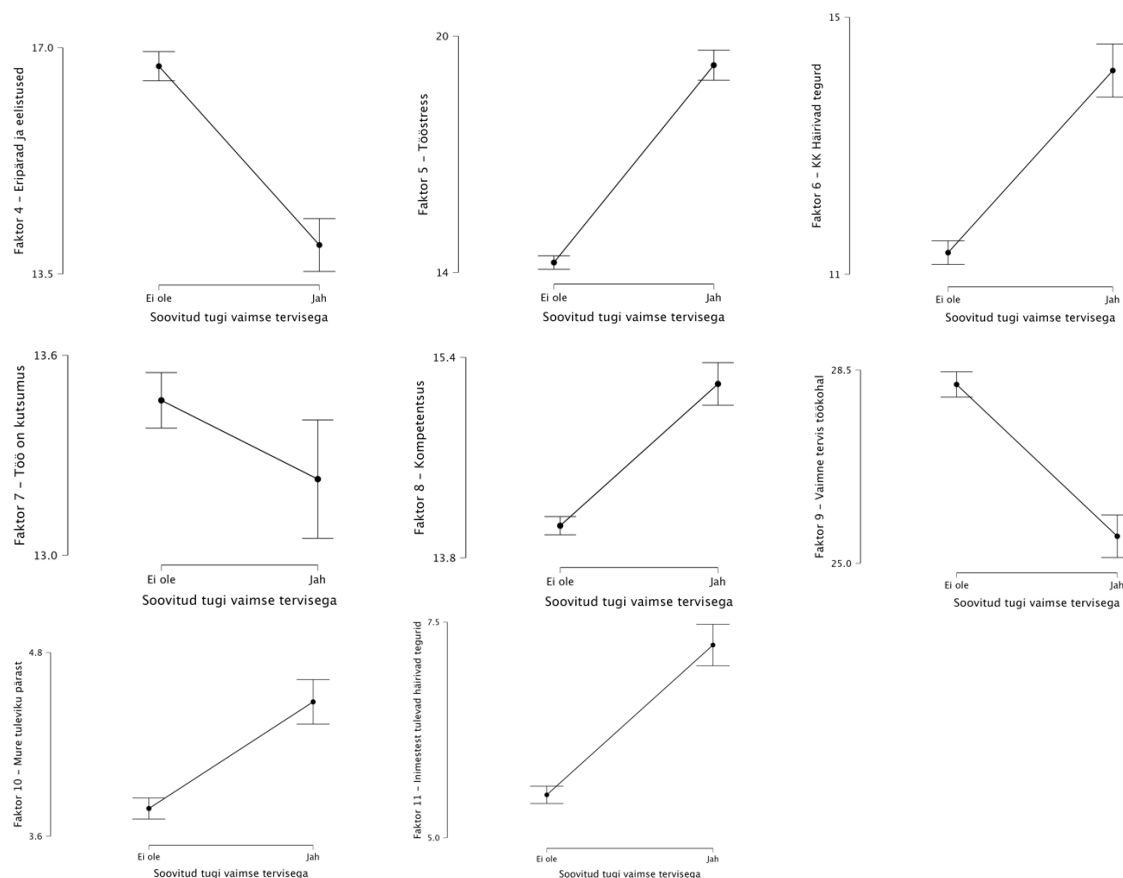 Faktor 4 – Eripärad ja eelistused
17.0
13.5
Ei ole
Jah
Soovitud tugi vaimse tervisega
Faktor 5 – Tööstress
20
14
Ei ole
Jah
Soovitud tugi vaimse tervisega
Faktor 6 – KK Häirivad tegurd
15
11
Ei ole
Jah
Soovitud tugi vaimse tervisega
Faktor 7 – Töö on kutsumus
13.6
13.0
Ei ole
Jah
Soovitud tugi vaimse tervisega
Faktor 8 – Kompetentsus
15.4
13.8
Ei ole
Jah
Soovitud tugi vaimse tervisega
Faktor 9 – Vaimne tervis töökohal
28.5
25.0
Ei ole
Jah
Soovitud tugi vaimse tervisega
Faktor 10 – Mure tuleviku pärast
4.8
3.6
Ei ole
Jah
Soovitud tugi vaimse tervisega
Faktor 11 – Inimestest tulevad häirivad tegurid
7.5
5.0
Ei ole
Jah
Soovitud tugi vaimse tervisega